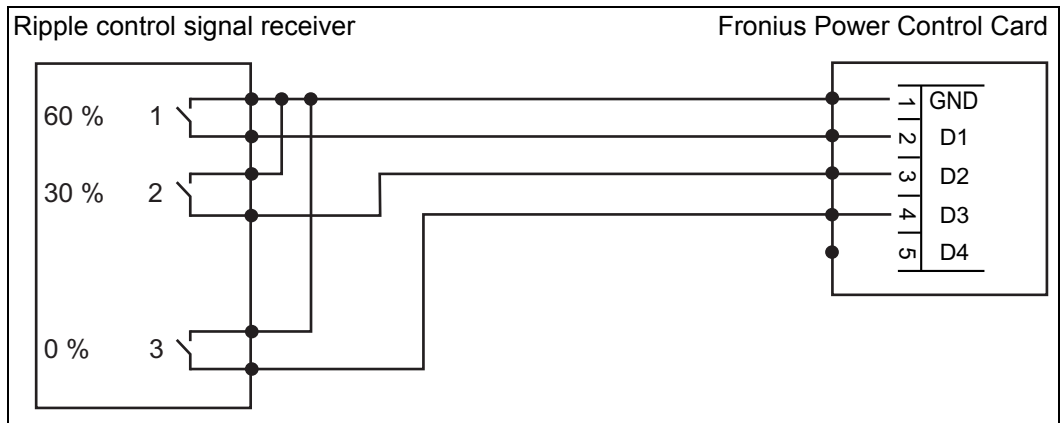 Ripple control signal receiver
Fronius Power Control Card
60 % 1
30 % 2
0 % 3
1 GND
2 D1
3 D2
4 D3
5 D4